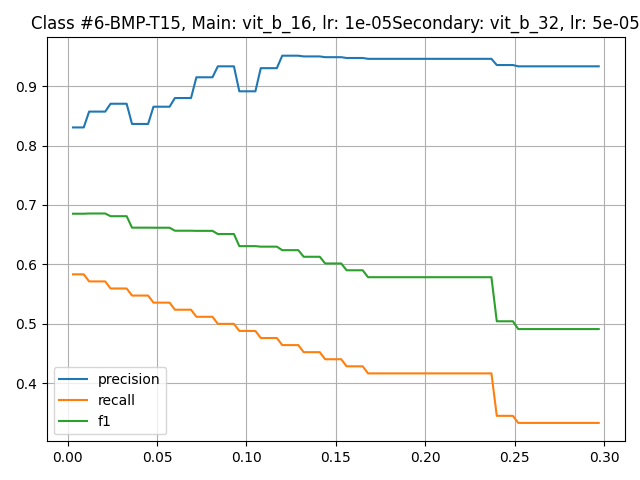 Class #6-BMP-T15, Main: vit_b_16, lr: 1e-05Secondary: vit_b_32, lr: 5e-05
0.9
0.8
0.7
0.6
0.5
0.4
precision
recall
f1
0.00 0.05 0.10 0.15 0.20 0.25 0.30